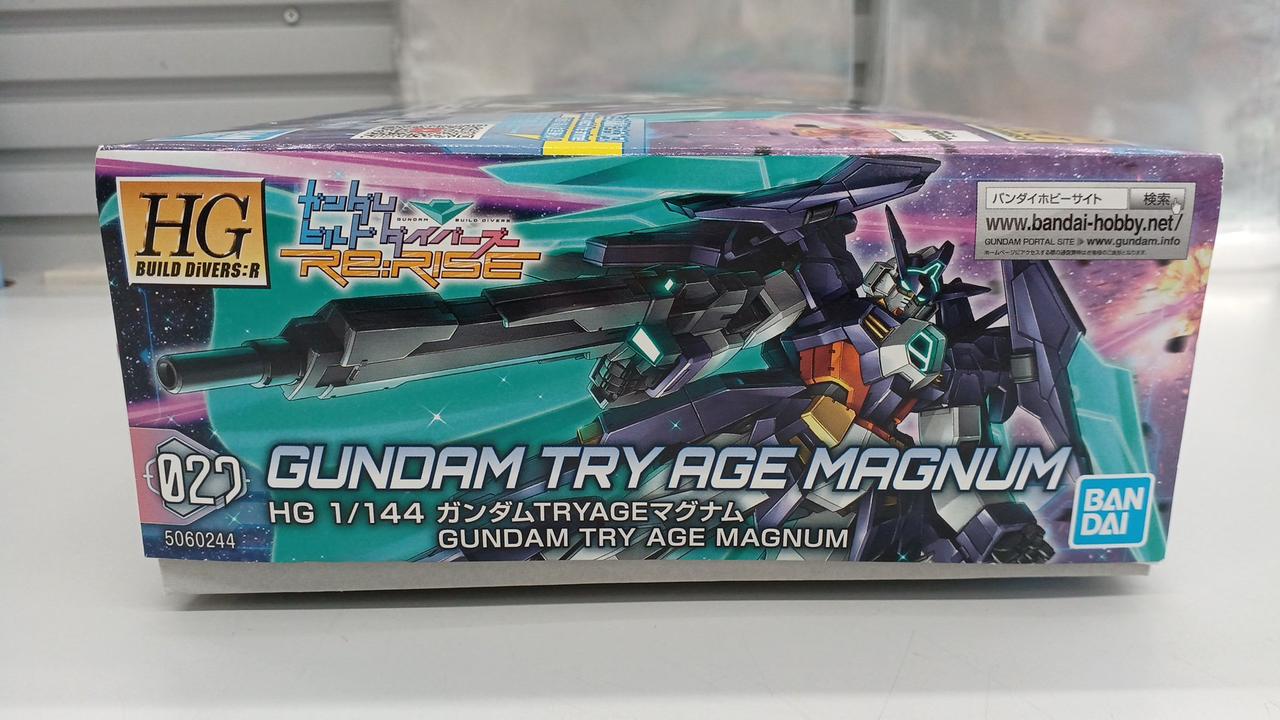 HG
BUILD DiVERS:R
ガンダム
GUNDAM BUILD DIVERS
ビルドダイバーズ
Re:RISE
バンダイホビーサイト 検索
www.bandai-hobby.net/
GUNDAM PORTAL SITE www.gundam.info
027
GUNDAM TRY AGE MAGNUM
HG 1/144 ガンダムTRYAGEマグナム
GUNDAM TRY AGE MAGNUM
5060244
BAN
DAI